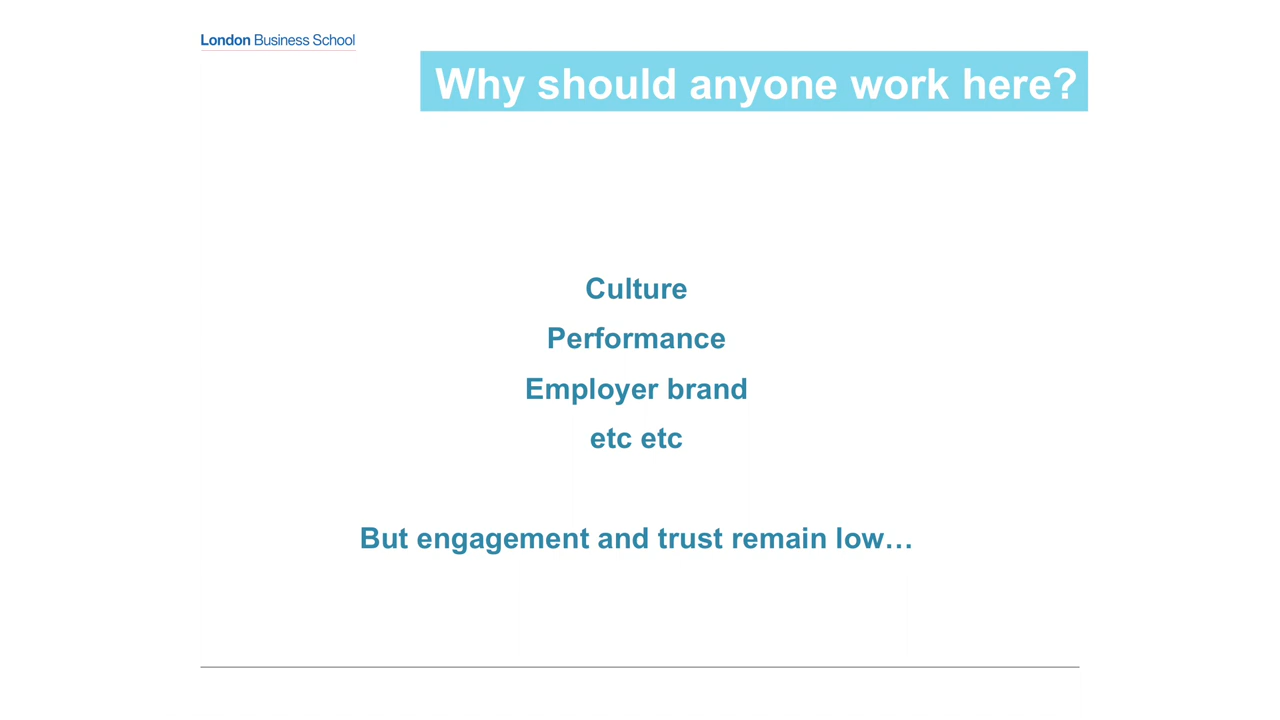 London Business School
Why should anyone work here?
Culture
Performance
Employer brand
etc etc
But engagement and trust remain low…